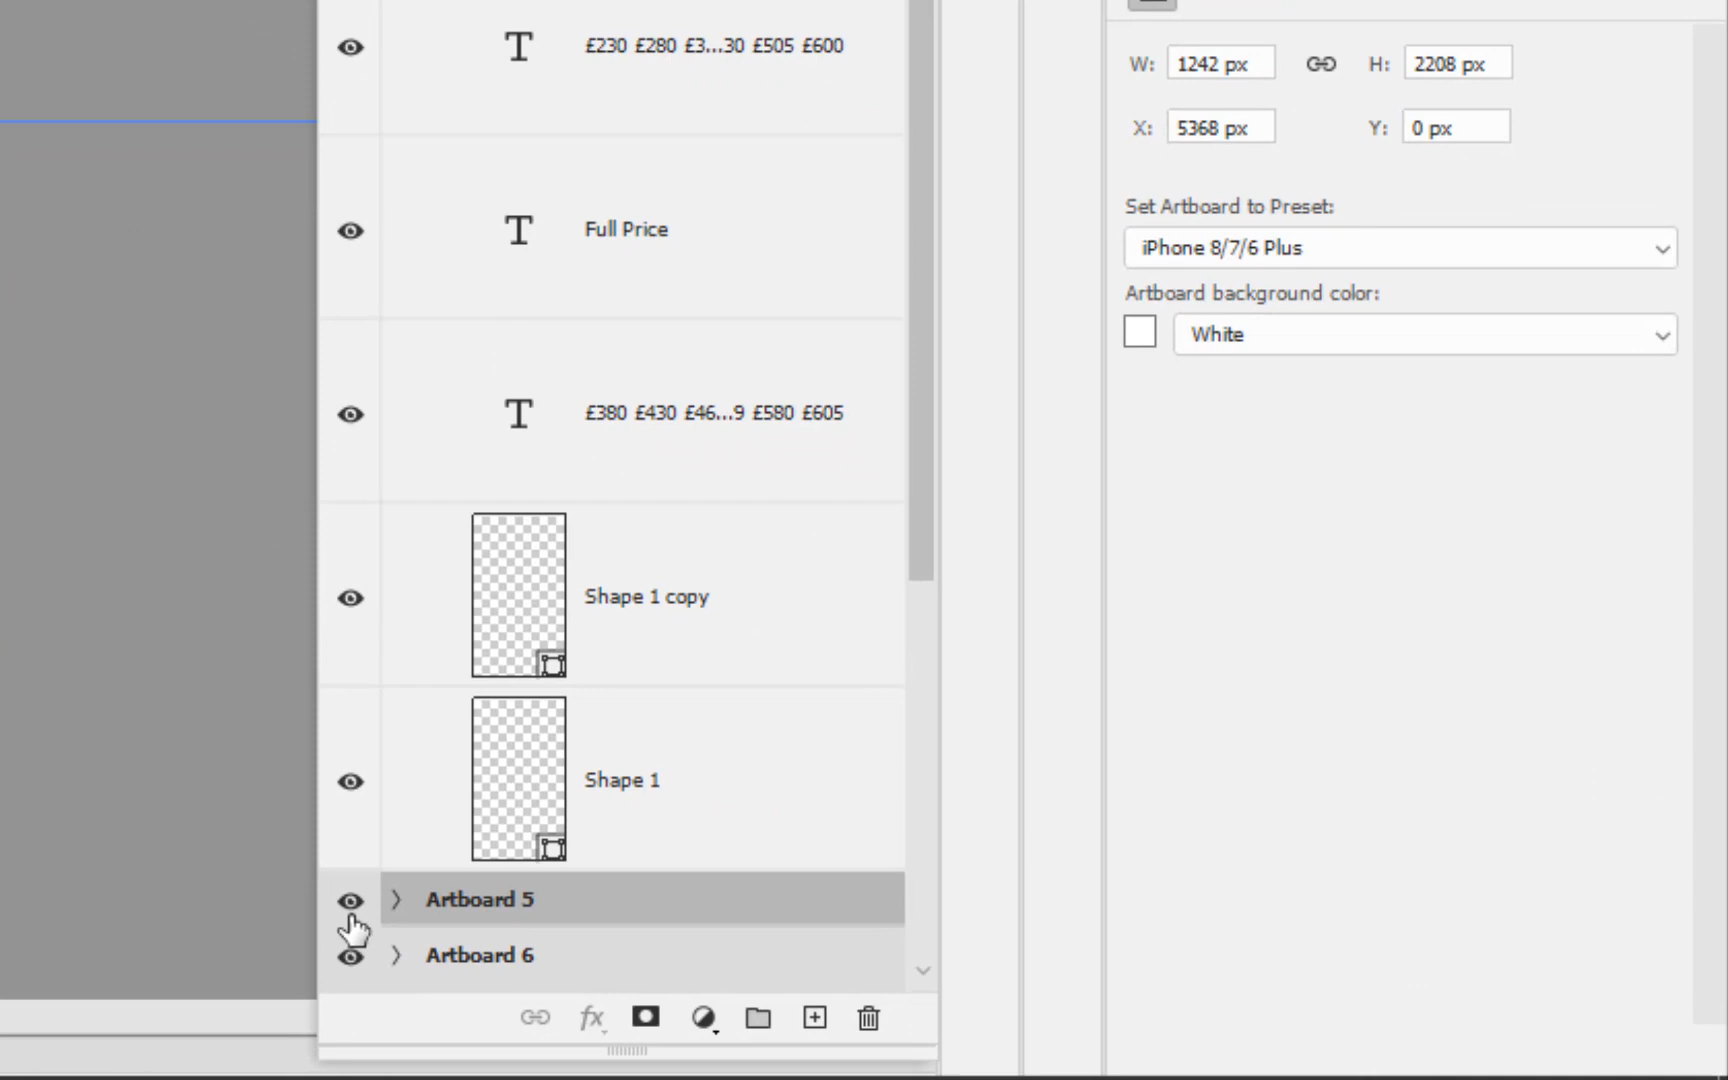 £230 £280 £3...30 £505 £600
W: 1242 px H: 2208 px
X: 5368 px Y: 0 px
Set Artboard to Preset:
Full Price
iPhone 8/7/6 Plus
Artboard background color:
White
£380 £430 £46...9 £580 £605
Shape 1 copy
Shape 1
Artboard 5
Artboard 6
fx